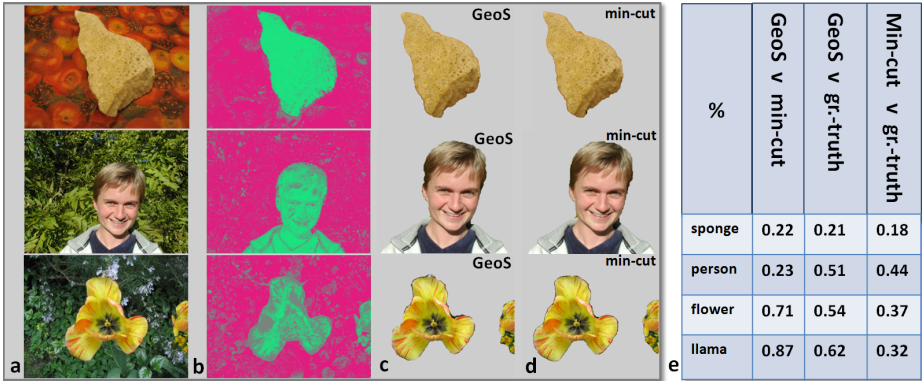 GeoS
min-cut
GeoS
min-cut
GeoS
min-cut
a
b
c
d
e
%
GeoS v min-cut
GeoS v gr.-truth
Min-cut v gr.-truth
sponge 0.22 0.21 0.18
person 0.23 0.51 0.44
flower 0.71 0.54 0.37
llama 0.87 0.62 0.32